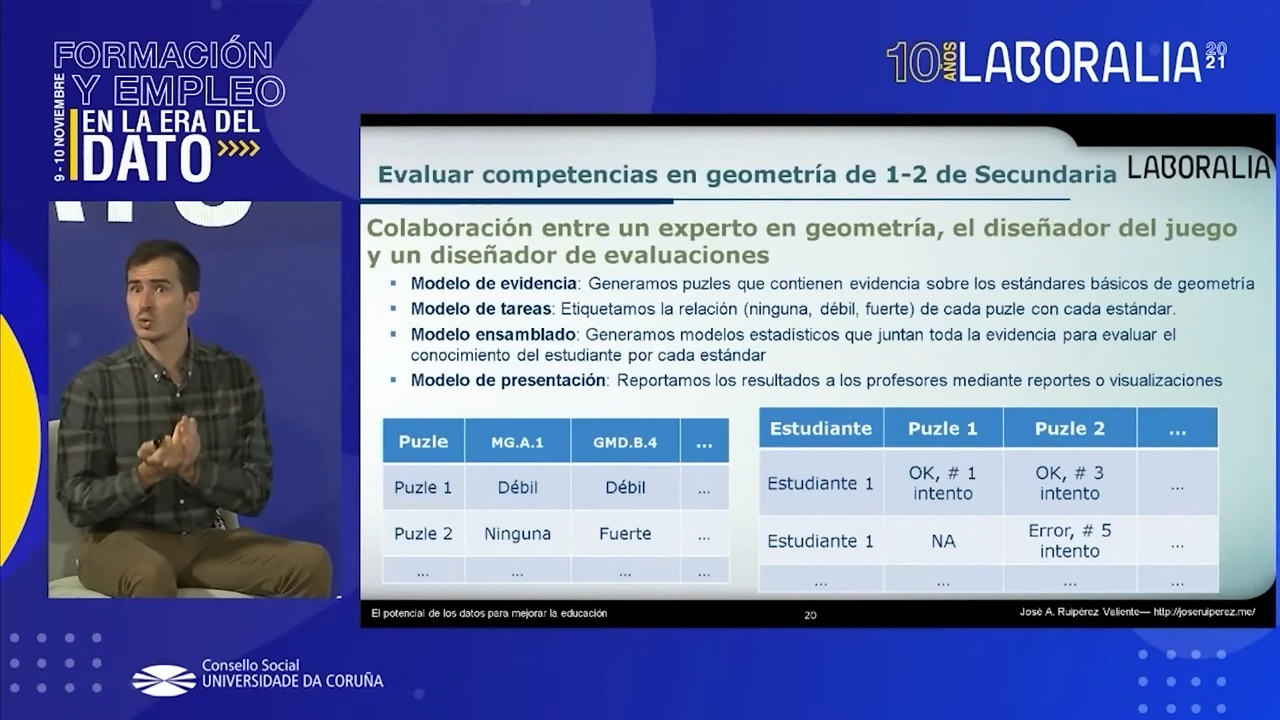 FORMACIÓN
Y EMPLEO
EN LA ERA DEL
DATO
9 - 10 NOVIEMBRE
10 AÑOS LABORALIA 2021
Evaluar competencias en geometría de 1-2 de Secundaria
LABORALIA
Colaboración entre un experto en geometría, el diseñador del juego
y un diseñador de evaluaciones
Modelo de evidencia: Generamos puzles que contienen evidencia sobre los estándares básicos de geometría
Modelo de tareas: Etiquetamos la relación (ninguna, débil, fuerte) de cada puzle con cada estándar.
Modelo ensamblado: Generamos modelos estadísticos que juntan toda la evidencia para evaluar el
conocimiento del estudiante por cada estándar
Modelo de presentación: Reportamos los resultados a los profesores mediante reportes o visualizaciones
Puzle MG.A.1 GMD.B.4 ...
Puzle 1 Débil Débil ...
Puzle 2 Ninguna Fuerte ...
... ... ... ...
Estudiante Puzle 1 Puzle 2 ...
Estudiante 1 OK, # 1 intento OK, # 3 intento ...
Estudiante 1 NA Error, # 5 intento ...
... ... ... ...
El potencial de los datos para mejorar la educación
20
José A. Ruipérez Valiente— http://joseruiperez.me/
Consello Social
UNIVERSIDADE DA CORUÑA